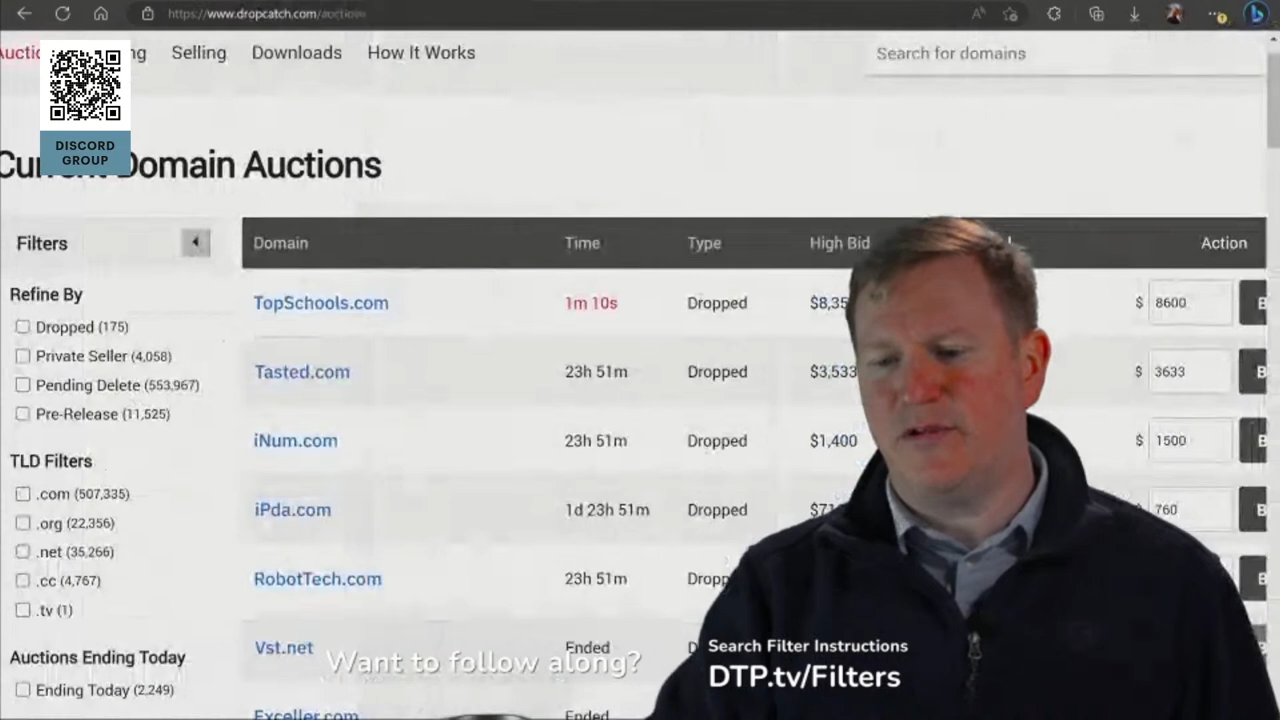 https://www.dropcatch.com/auctions
Selling
Downloads
How It Works
Search for domains
DISCORD
GROUP
Domain Auctions
Filters
Domain
Time
Type
High Bid
Action
Refine By
Dropped (175)
Private Seller (4,058)
Pending Delete (553,967)
Pre-Release (11,525)
TLD Filters
.com (507,335)
.org (22,356)
.net (35,266)
.cc (4,767)
.tv (1)
Auctions Ending Today
Ending Today (2,249)
TopSchools.com 1m 10s Dropped $8,35 $ 8600
Tasted.com 23h 51m Dropped $3,533 $ 3633
iNum.com 23h 51m Dropped $1,400 $ 1500
iPda.com 1d 23h 51m Dropped $71 760
RobotTech.com 23h 51m Dropp
Vst.net Ended D
Exceller.com Ended
Want to follow along?
Search Filter Instructions
DTP.tv/Filters